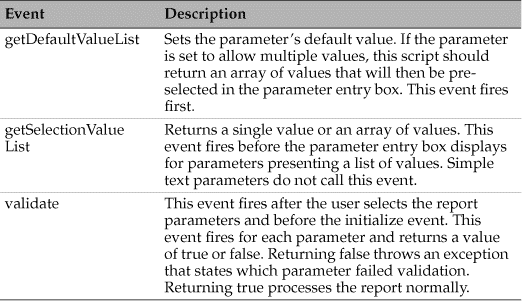 Event Description
getDefaultValueList Sets the parameter's default value. If the parameter
is set to allow multiple values, this script should
return an array of values that will then be pre-
selected in the parameter entry box. This event fires
first.
getSelectionValue Returns a single value or an array of values. This
List event fires before the parameter entry box displays
for parameters presenting a list of values. Simple
text parameters do not call this event.
validate This event fires after the user selects the report
parameters and before the initialize event. This
event fires for each parameter and returns a value
of true or false. Returning false throws an exception
that states which parameter failed validation.
Returning true processes the report normally.